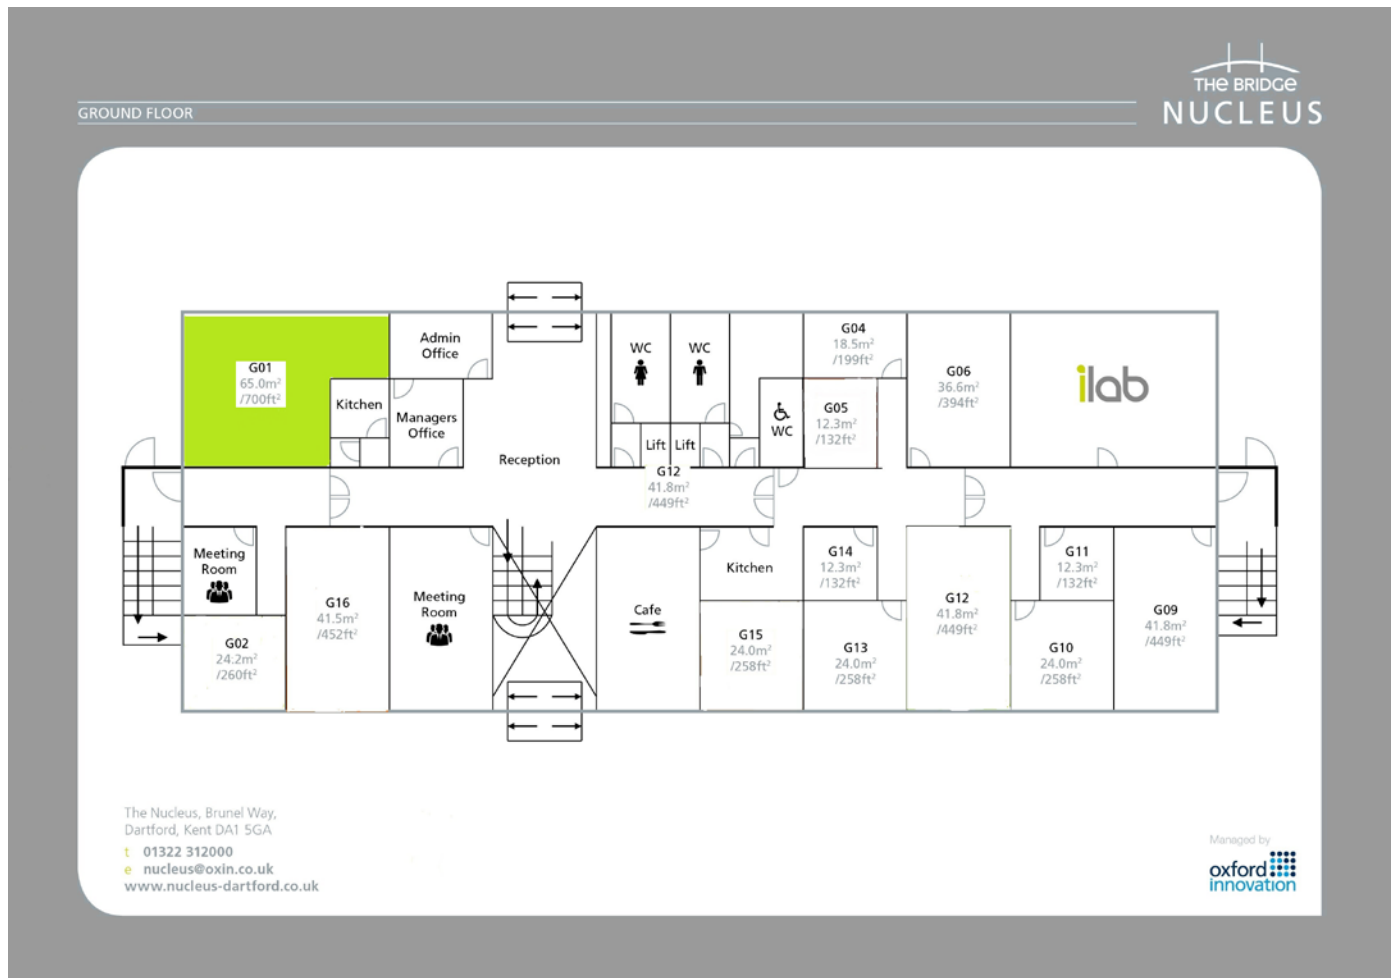 THE BRIDGE
NUCLEUS
GROUND FLOOR
G01
65.0m²
/700ft²
Admin
Office
Kitchen
Managers
Office
Reception
WC
WC
Lift
Lift
G12
41.8m²
/449ft²
WC
G04
18.5m²
/199ft²
G05
12.3m²
/132ft²
G06
36.6m²
/394ft²
ilab
Meeting
Room
G02
24.2m²
/260ft²
G16
41.5m²
/452ft²
Meeting
Room
Cafe
Kitchen
G15
24.0m²
/258ft²
G14
12.3m²
/132ft²
G13
24.0m²
/258ft²
G12
41.8m²
/449ft²
G11
12.3m²
/132ft²
G10
24.0m²
/258ft²
G09
41.8m²
/449ft²
The Nucleus, Brunel Way,
Dartford, Kent DA1 5GA
t 01322 312000
e nucleus@oxin.co.uk
www.nucleus-dartford.co.uk
Managed by
oxford
innovation